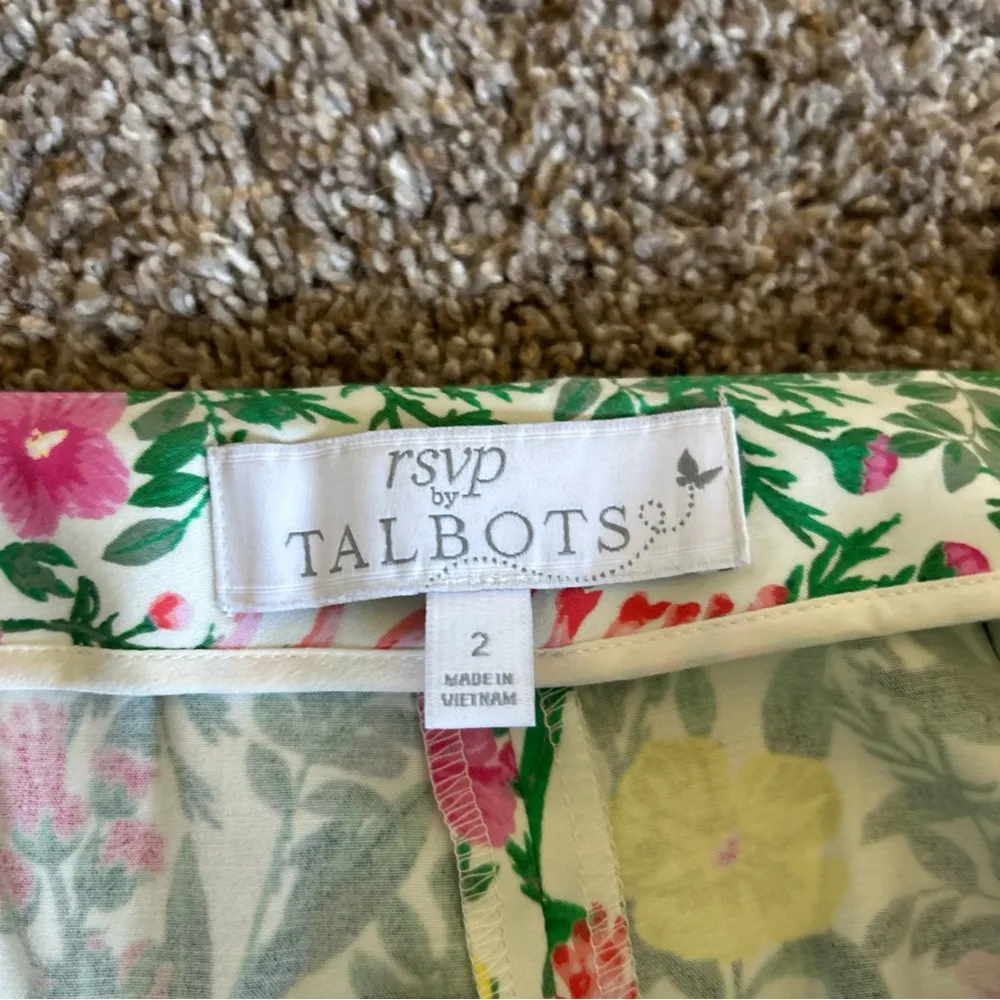 rsvp
by
TALBOTS
2
MADE IN
VIETNAM